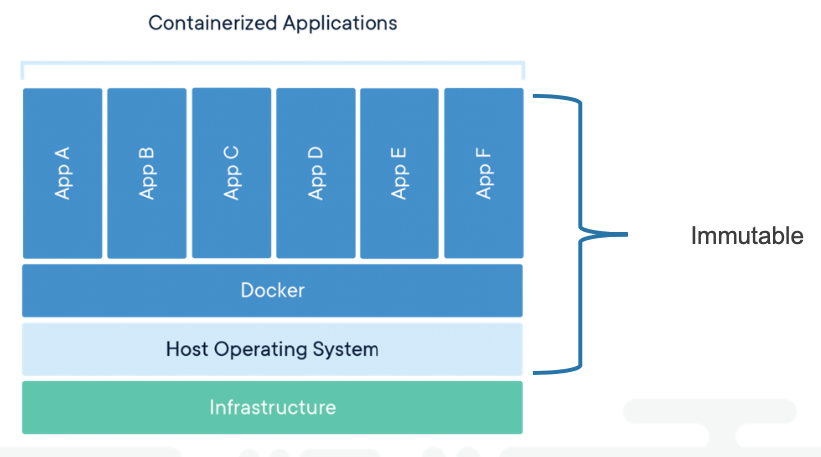 Containerized Applications
App A
App B
App C
App D
App E
App F
Immutable
Docker
Host Operating System
Infrastructure